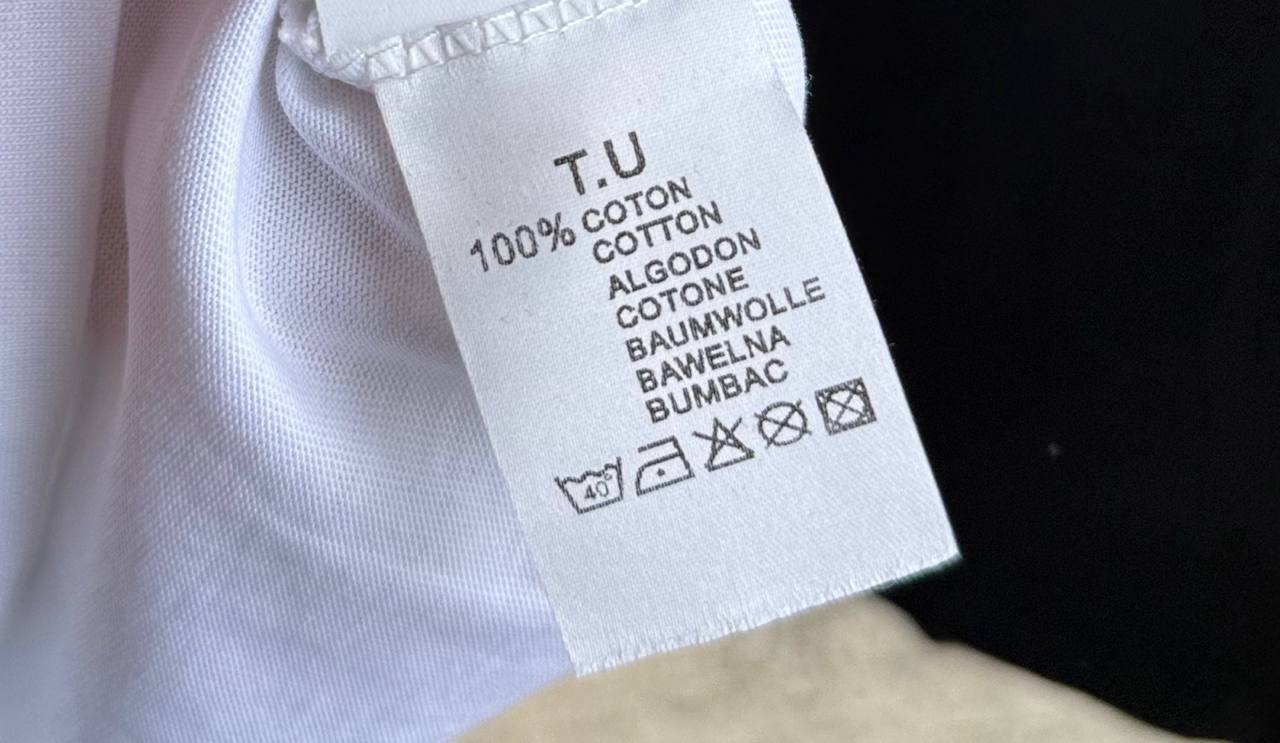 T.U
100% COTON
COTTON
ALGODON
COTONE
BAUMWOLLE
BAWELNA
BUMBAC
40°